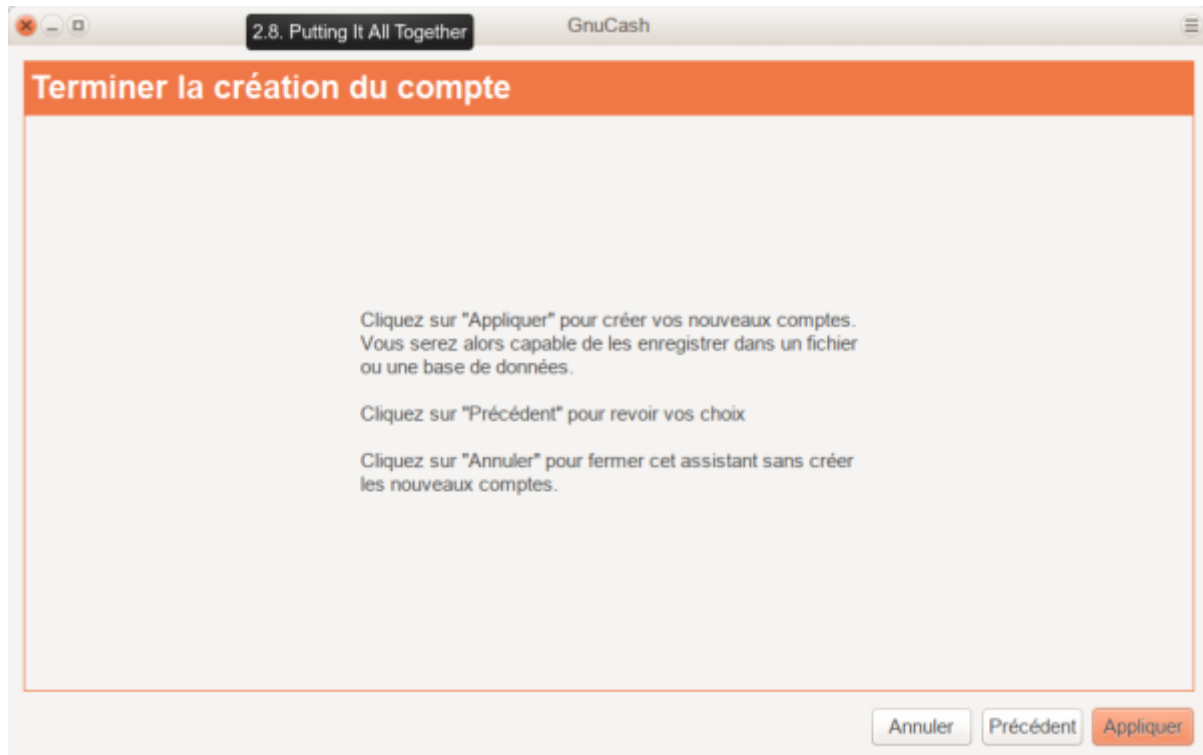 2.8. Putting It All Together
GnuCash
Terminer la création du compte
Cliquez sur "Appliquer" pour créer vos nouveaux comptes.
Vous serez alors capable de les enregistrer dans un fichier
ou une base de données.
Cliquez sur "Précédent" pour revoir vos choix
Cliquez sur "Annuler" pour fermer cet assistant sans créer
les nouveaux comptes.
Annuler
Précédent
Appliquer